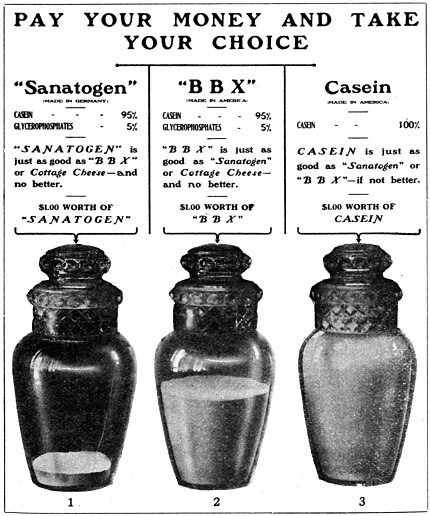 PAY YOUR MONEY AND TAKE
YOUR CHOICE
"Sanatogen"
(MADE IN GERMANY)
CASEIN - - - 95%
GLYCEROPHOSPHATES - 5%
"SANATOGEN" is
just as good as "B B X"
or Cottage Cheese—and
no better.
$1.00 WORTH OF
"SANATOGEN"
"B B X"
(MADE IN AMERICA)
CASEIN - - - 95%
GLYCEROPHOSPHATES - 5%
"B B X" is just as
good as "Sanatogen"
or Cottage Cheese—
and no better.
$1.00 WORTH OF
"B B X"
Casein
(MADE IN AMERICA)
CASEIN - - 100%
CASEIN is just as
good as "Sanatogen" or
"B B X"—if not better.
$1.00 WORTH OF
CASEIN
1
2
3